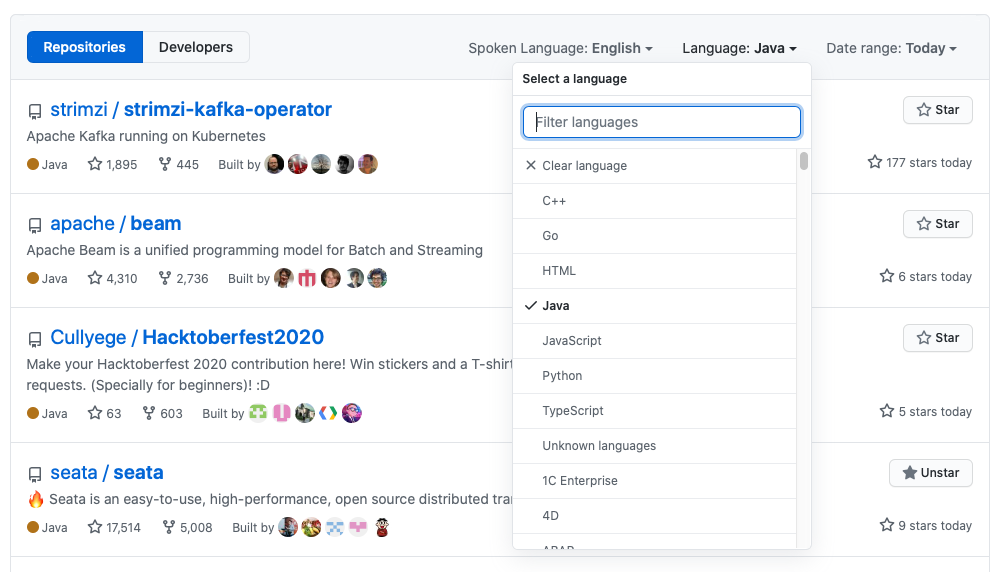 Repositories Developers Spoken Language: English Language: Java Date range: Today
Select a language
Filter languages
Clear language
C++
Go
HTML
Java
JavaScript
Python
TypeScript
Unknown languages
1C Enterprise
4D
strimzi / strimzi-kafka-operator Star
Apache Kafka running on Kubernetes
Java 1,895 445 Built by 177 stars today
apache / beam Star
Apache Beam is a unified programming model for Batch and Streaming
Java 4,310 2,736 Built by 6 stars today
Cullyege / Hacktoberfest2020 Star
Make your Hacktoberfest 2020 contribution here! Win stickers and a T-shirt
requests. (Specially for beginners)! :D
Java 63 603 Built by 5 stars today
seata / seata Unstar
🔥 Seata is an easy-to-use, high-performance, open source distributed
Java 17,514 5,008 Built by 9 stars today